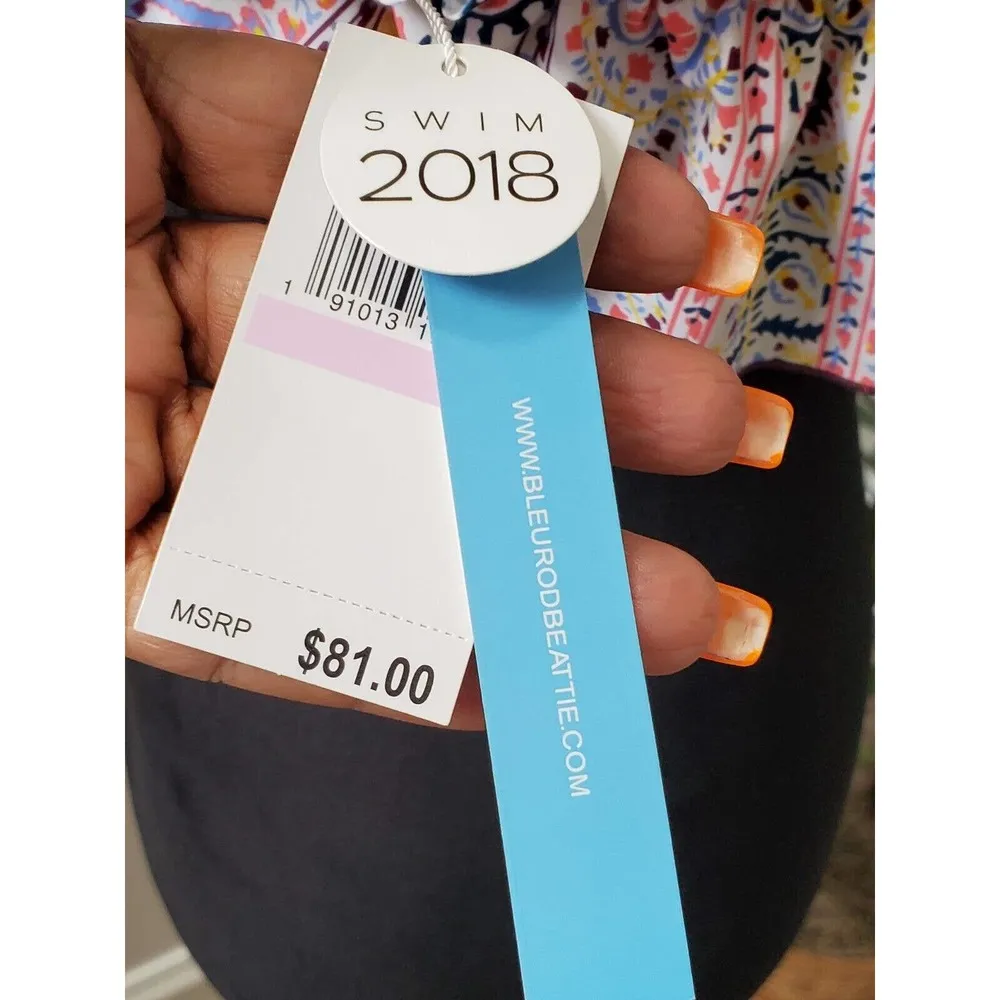 SWIM
2018
1 91013 1
WWW.BLEURODBEATTIE.COM
MSRP $81.00